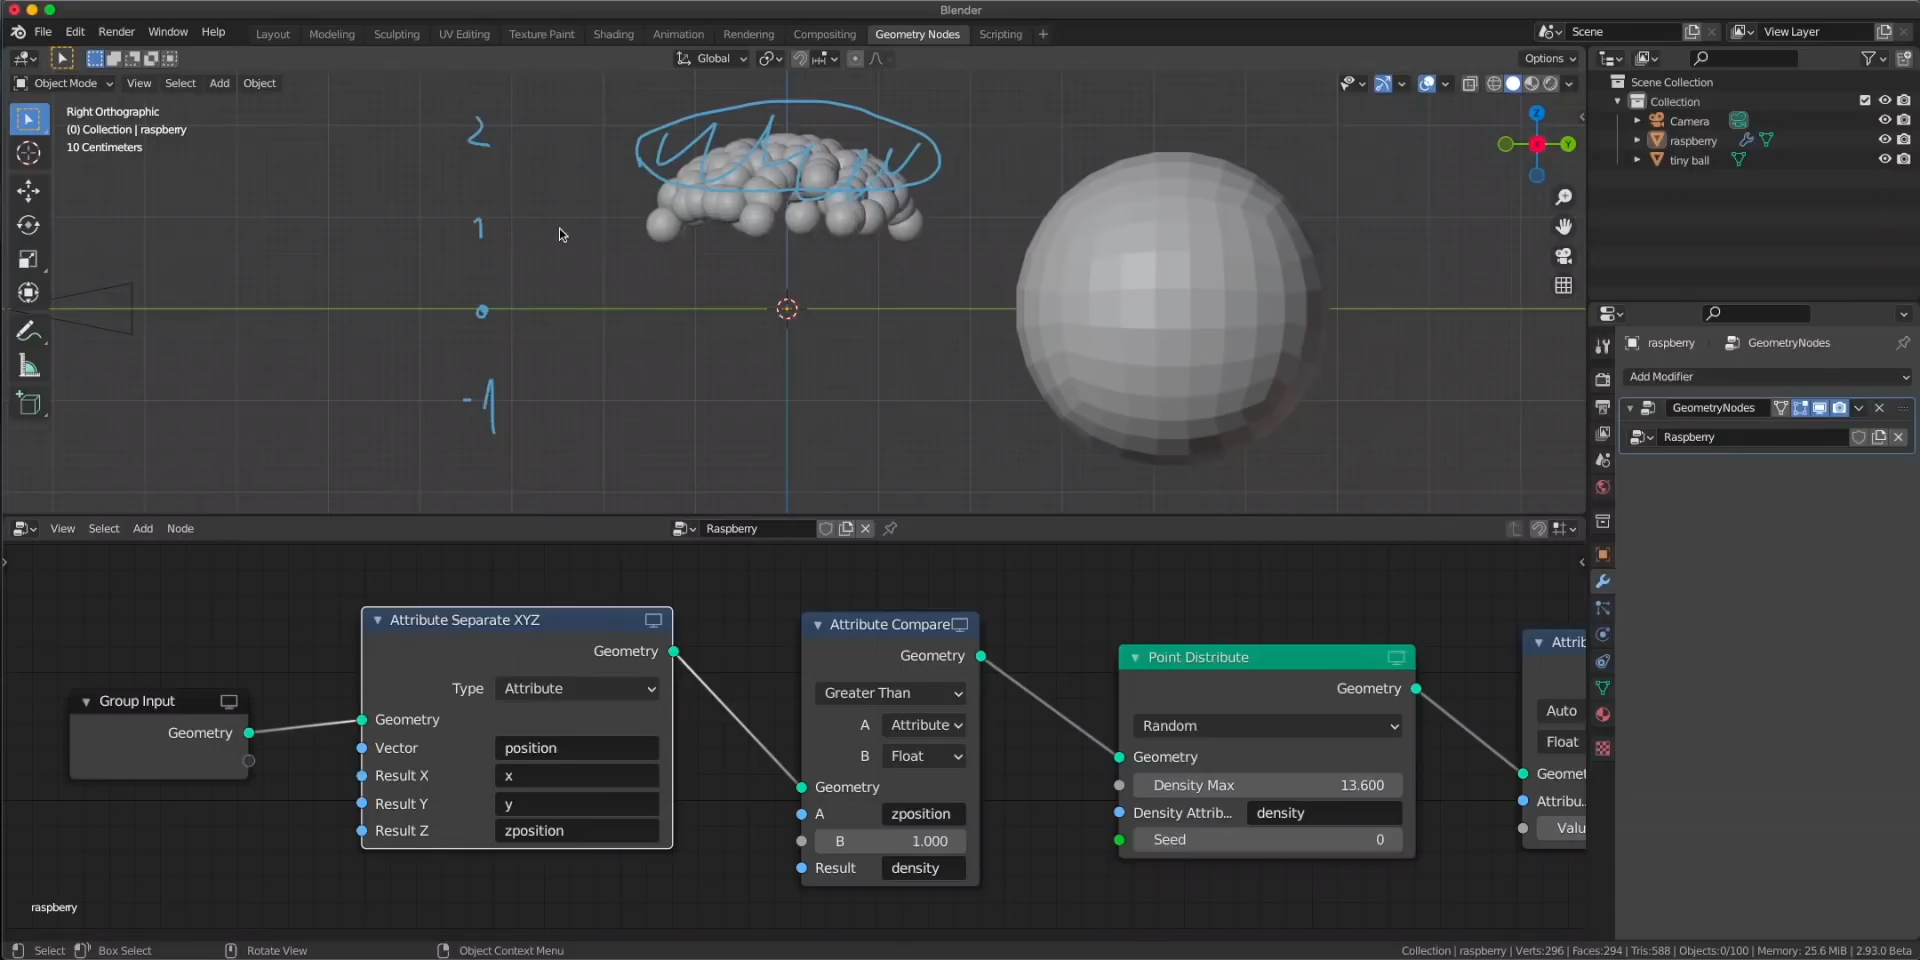 Blender
File Edit Render Window Help Layout Modeling Sculpting UV Editing Texture Paint Shading Animation Rendering Compositing Geometry Nodes Scripting + Scene View Layer
Global Options
Object Mode View Select Add Object
Right Orthographic
(0) Collection | raspberry
10 Centimeters
2
1
0
-1
Z
Y
X
Scene Collection
Collection
Camera
raspberry
tiny ball
raspberry GeometryNodes
Add Modifier
GeometryNodes
Raspberry
View Select Add Node Raspberry
Group Input
Geometry
Attribute Separate XYZ
Geometry
Type Attribute
Geometry
Vector position
Result X x
Result Y y
Result Z zposition
Attribute Compare
Geometry
Greater Than
A Attribute
B Float
Geometry
A zposition
B 1.000
Result density
Point Distribute
Geometry
Random
Geometry
Density Max 13.600
Density Attrib... density
Seed 0
Attrib
Auto
Float
Geomet
Attribu...
Valu
raspberry
Select Box Select Rotate View Object Context Menu Collection | raspberry | Verts:296 | Faces:294 | Tris:588 | Objects:0/100 | Memory: 25.6 MiB | 2.93.0 Beta